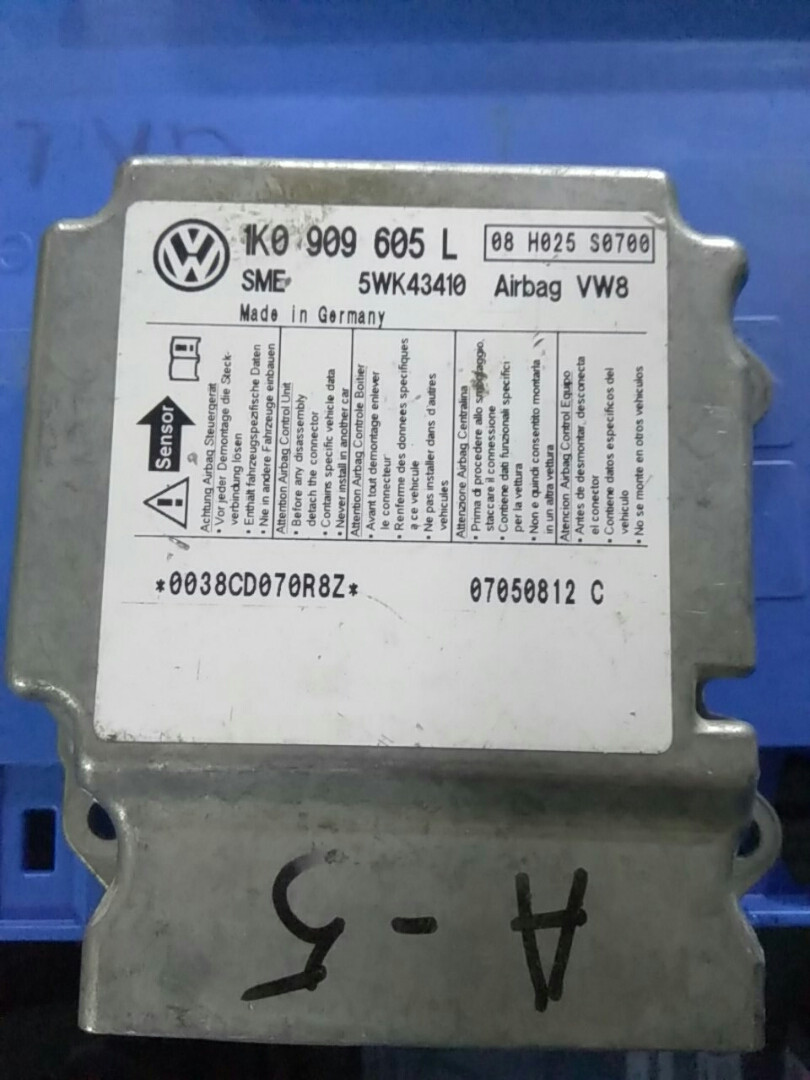 1K0 909 605 L
08 H025 S0700
SME
5WK43410
Airbag VW8
Made in Germany
Sensor
Achtung Airbag Steuergerät
• Vor jeder Demontage die Steck-
verbindung lösen
• Enthält fahrzeugspezifische Daten
• Nie in andere Fahrzeuge einbauen
Attention Airbag Control Unit
• Before any disassembly
detach the connector
• Contains specific vehicle data
• Never install in another car
Attention Airbag Controle Boitier
• Avant tout demontage enlever
le connecteur
• Renferme des donnees specifiques
a ce vehicule
• Ne pas installer dans d'autres
vehicules
Attenzione Airbag Centralina
• Prima di procedere allo smontaggio,
staccare il connessione
• Contiene dati funzionali specifici
per la vettura
• Non e quindi consentito montarla
in un altra vettura
Atencion Airbag Control Equipo
• Antes de desmontar, desconecta
el conector
• Contiene datos especificos del
vehiculo
• No se monte en otros vehiculos
*0038CD070R8Z*
07050812 C
A-5